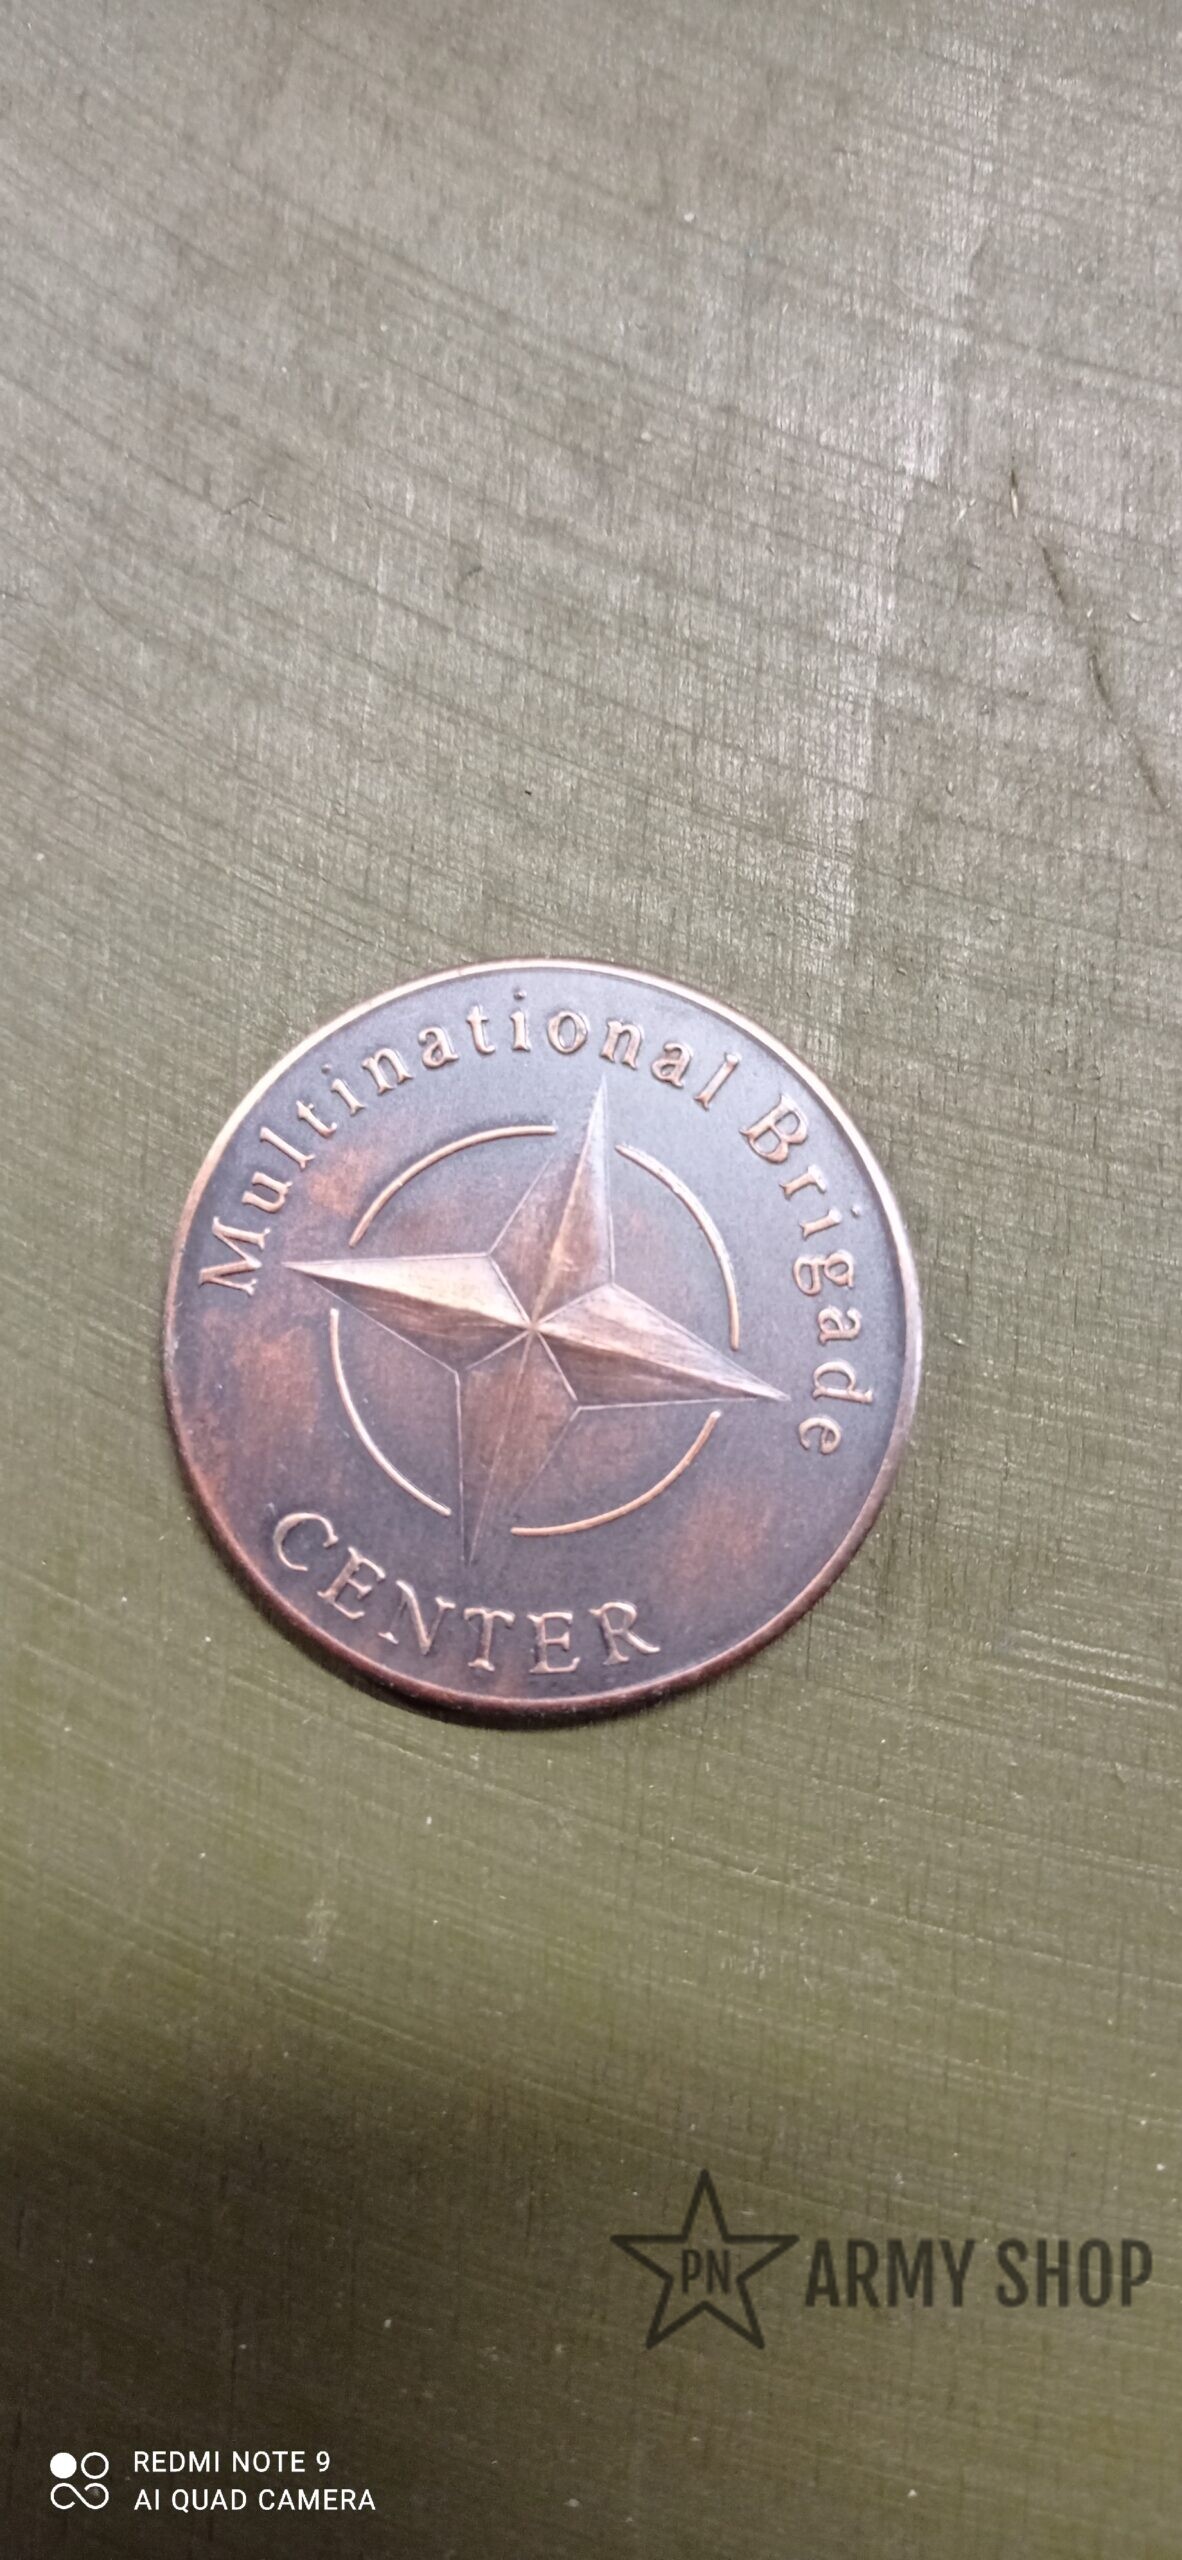 Multinational Brigade
CENTER
PN
ARMY SHOP
REDMI NOTE 9
AI QUAD CAMERA